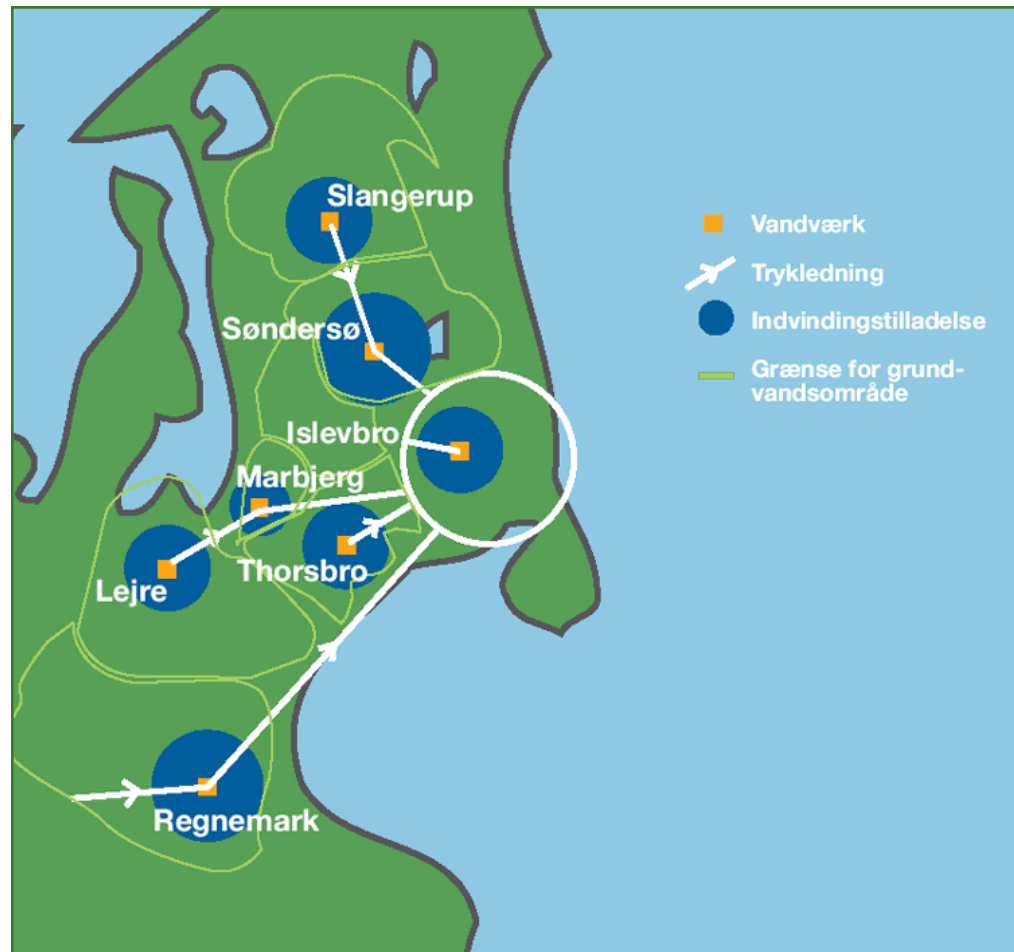 Slangerup
Søndersø
Islevbro
Marbjerg
Thorsbro
Lejre
Regnemark
Vandværk
Trykledning
Indvindingstilladelse
Grænse for grund-
vandsområde